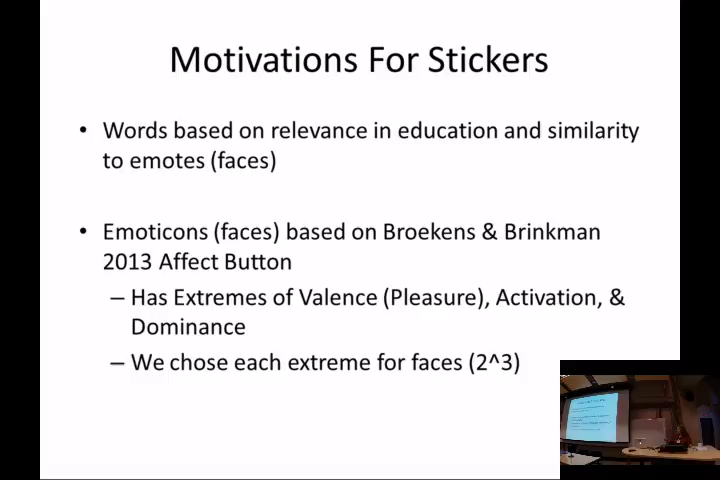 Motivations For Stickers
• Words based on relevance in education and similarity
to emotes (faces)
• Emoticons (faces) based on Broekens & Brinkman
2013 Affect Button
– Has Extremes of Valence (Pleasure), Activation, &
Dominance
– We chose each extreme for faces (2^3)